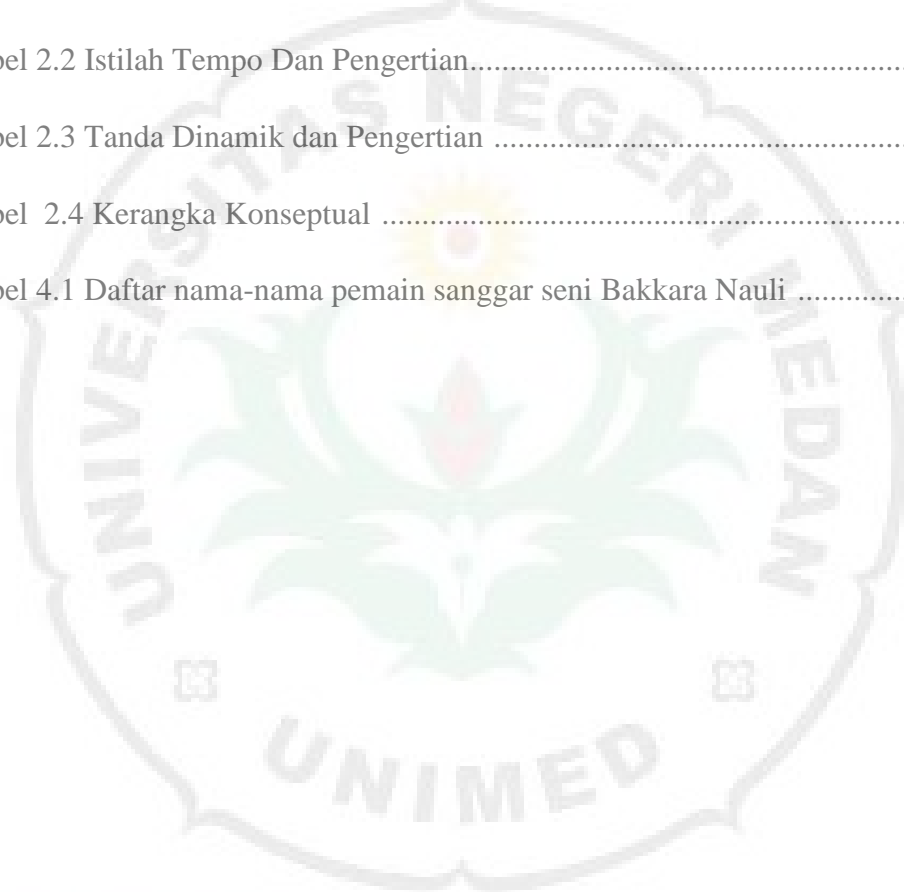 bel 2.2 Istilah Tempo Dan Pengertian..........................................................
bel 2.3 Tanda Dinamik dan Pengertian ......................................................
bel  2.4 Kerangka Konseptual .....................................................................
bel 4.1 Daftar nama-nama pemain sanggar seni Bakkara Nauli ..............
UNIVERSITAS NEGERI MEDAN
UNIMED